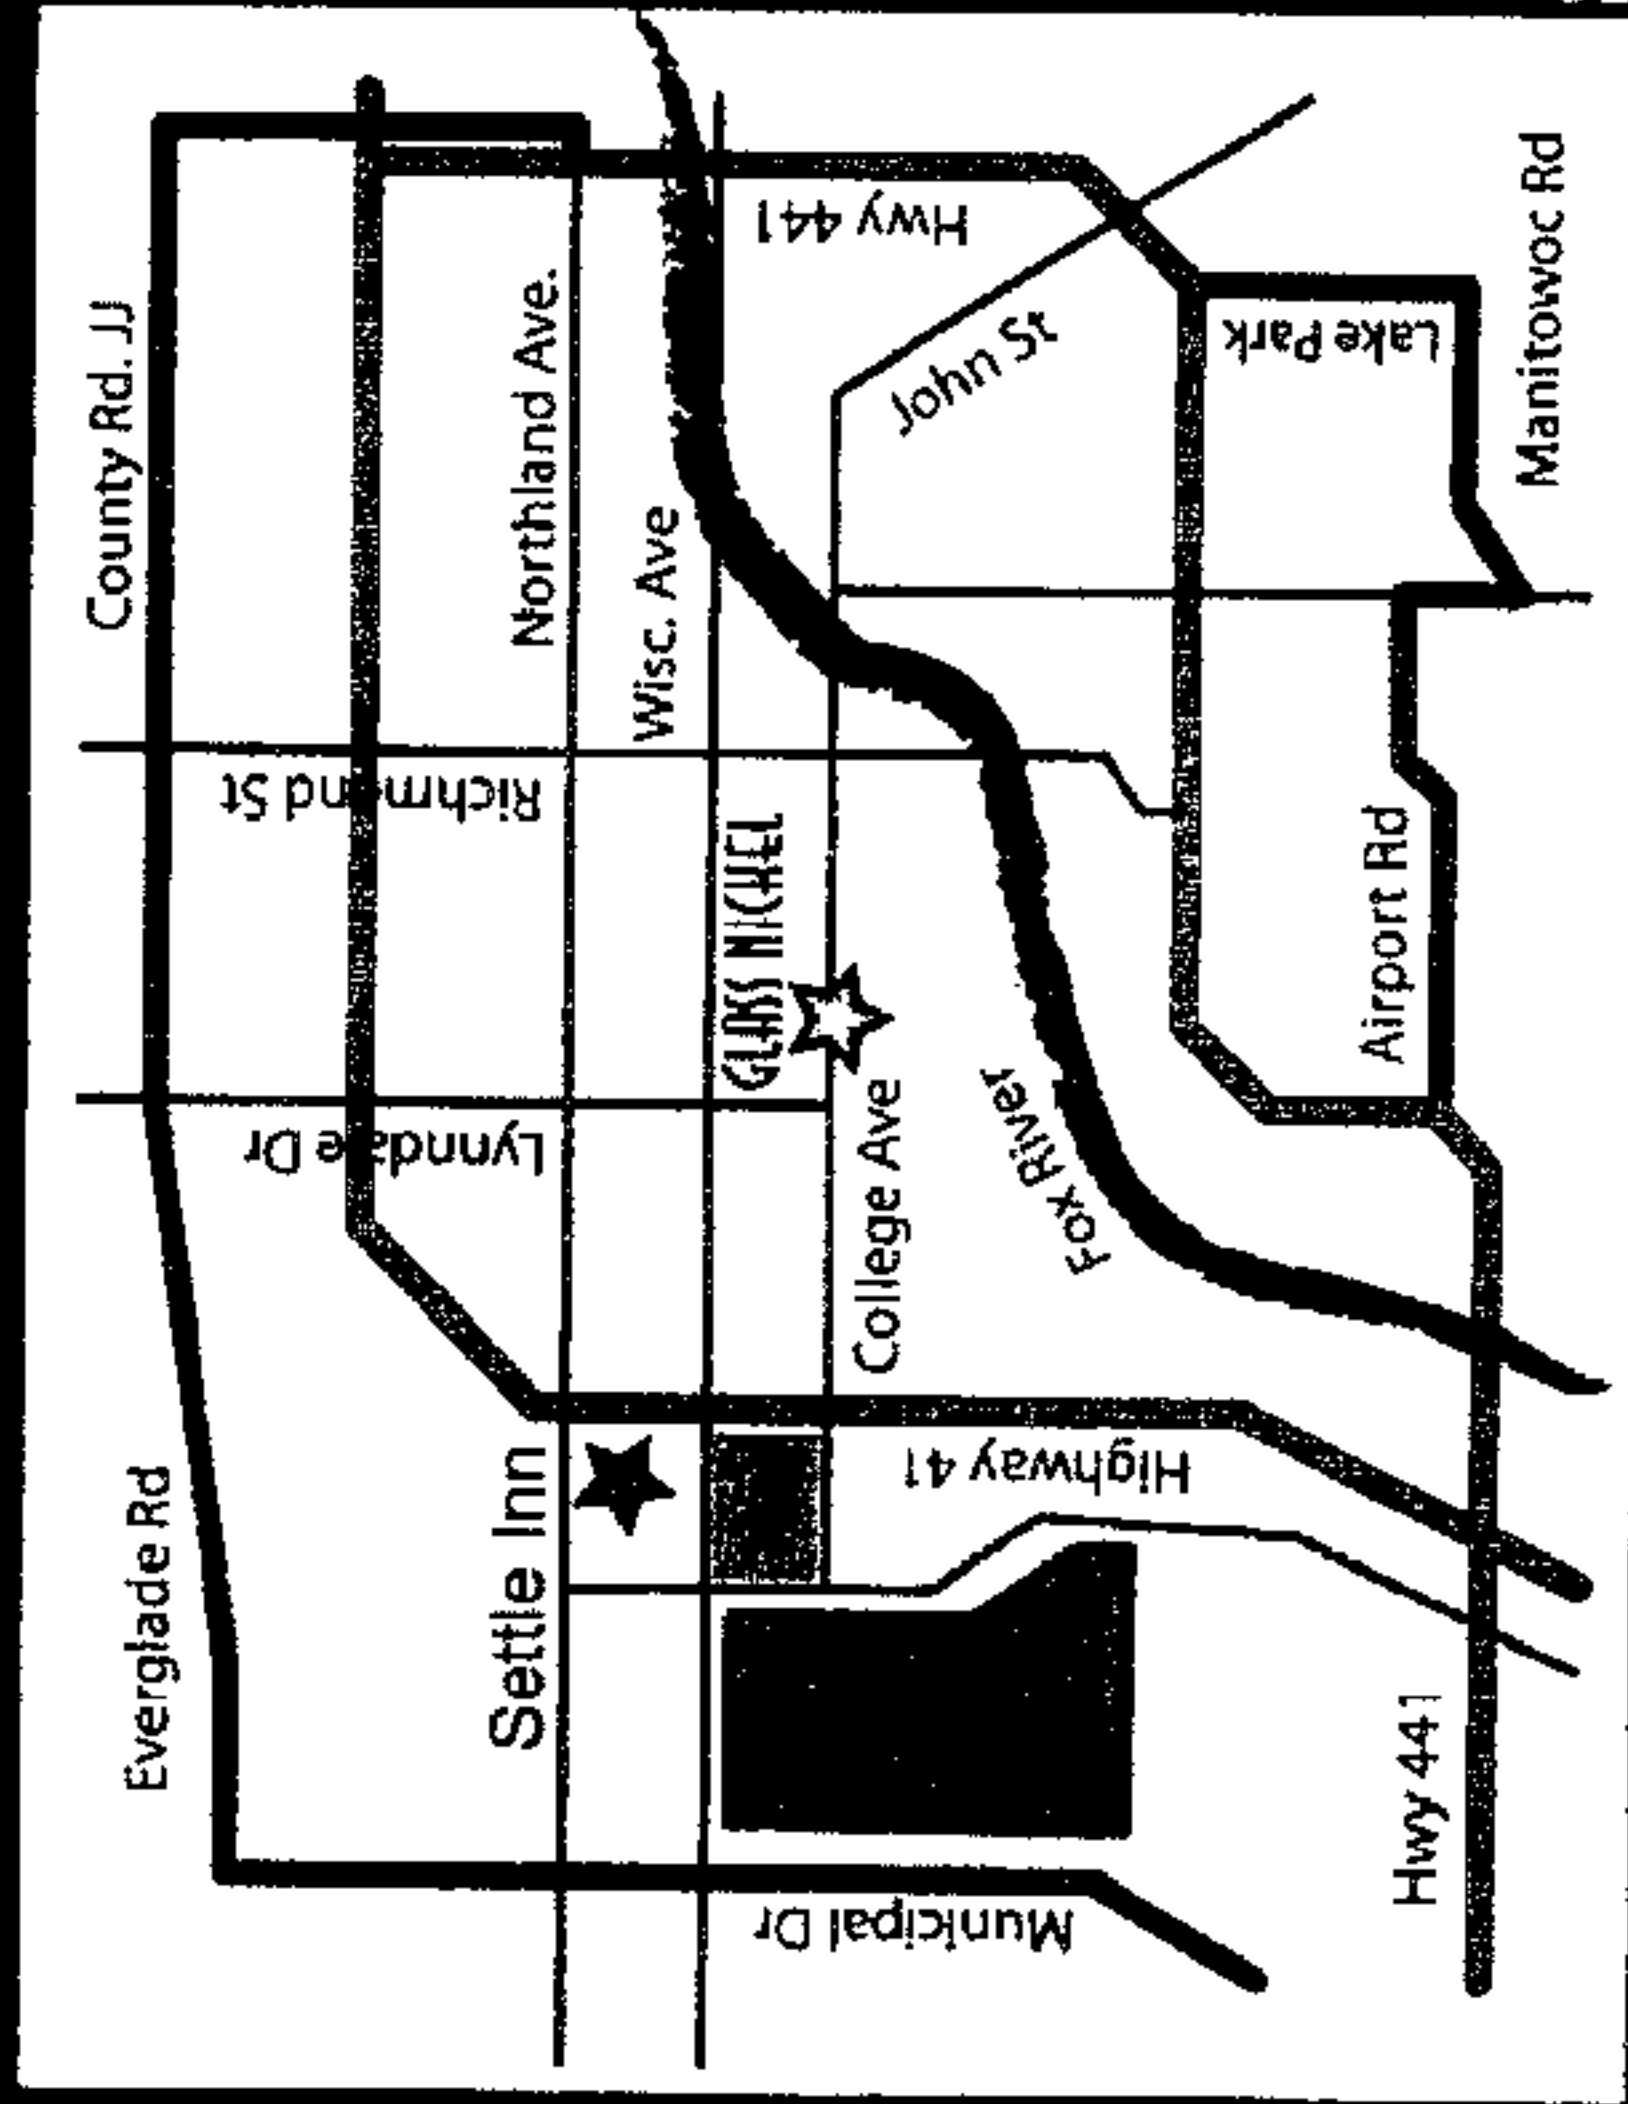 County Rd. JJ
Everglade Rd
Richmond St
Lynndale Dr
Northland Ave.
Settle Inn
Wisc. Ave
GLASS NICKEL
College Ave
Hwy 441
John St
Fox River
Highway 41
Municipal Dr
Lake Park
Airport Rd
Hwy 441
Manitowoc Rd